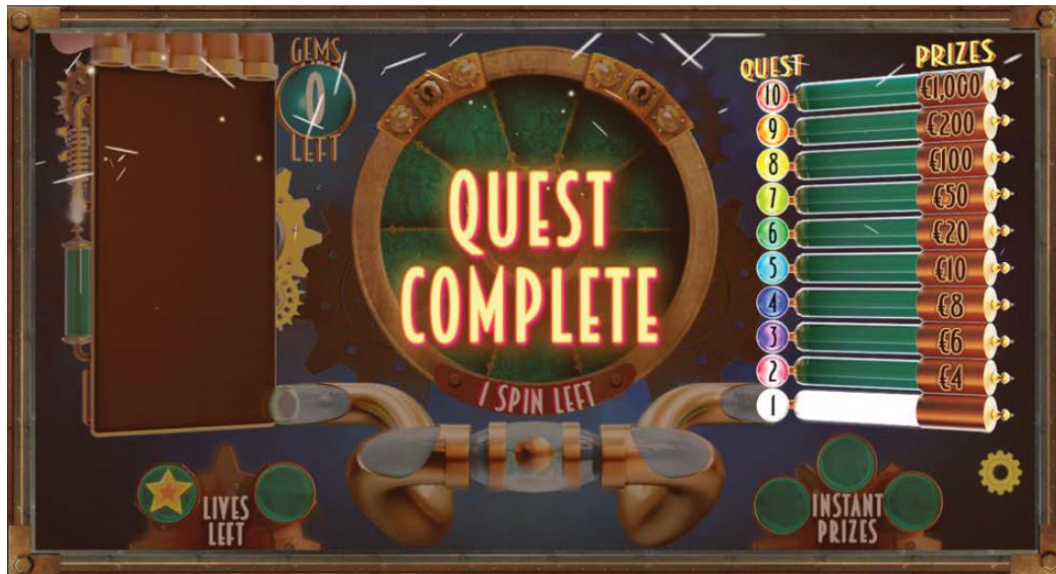 GEMS
0
LEFT
QUEST
COMPLETE
1 SPIN LEFT
QUEST PRIZES
10 €1,000
9 €200
8 €100
7 €50
6 €20
5 €10
4 €8
3 €6
2 €4
1
LIVES
LEFT
INSTANT
PRIZES